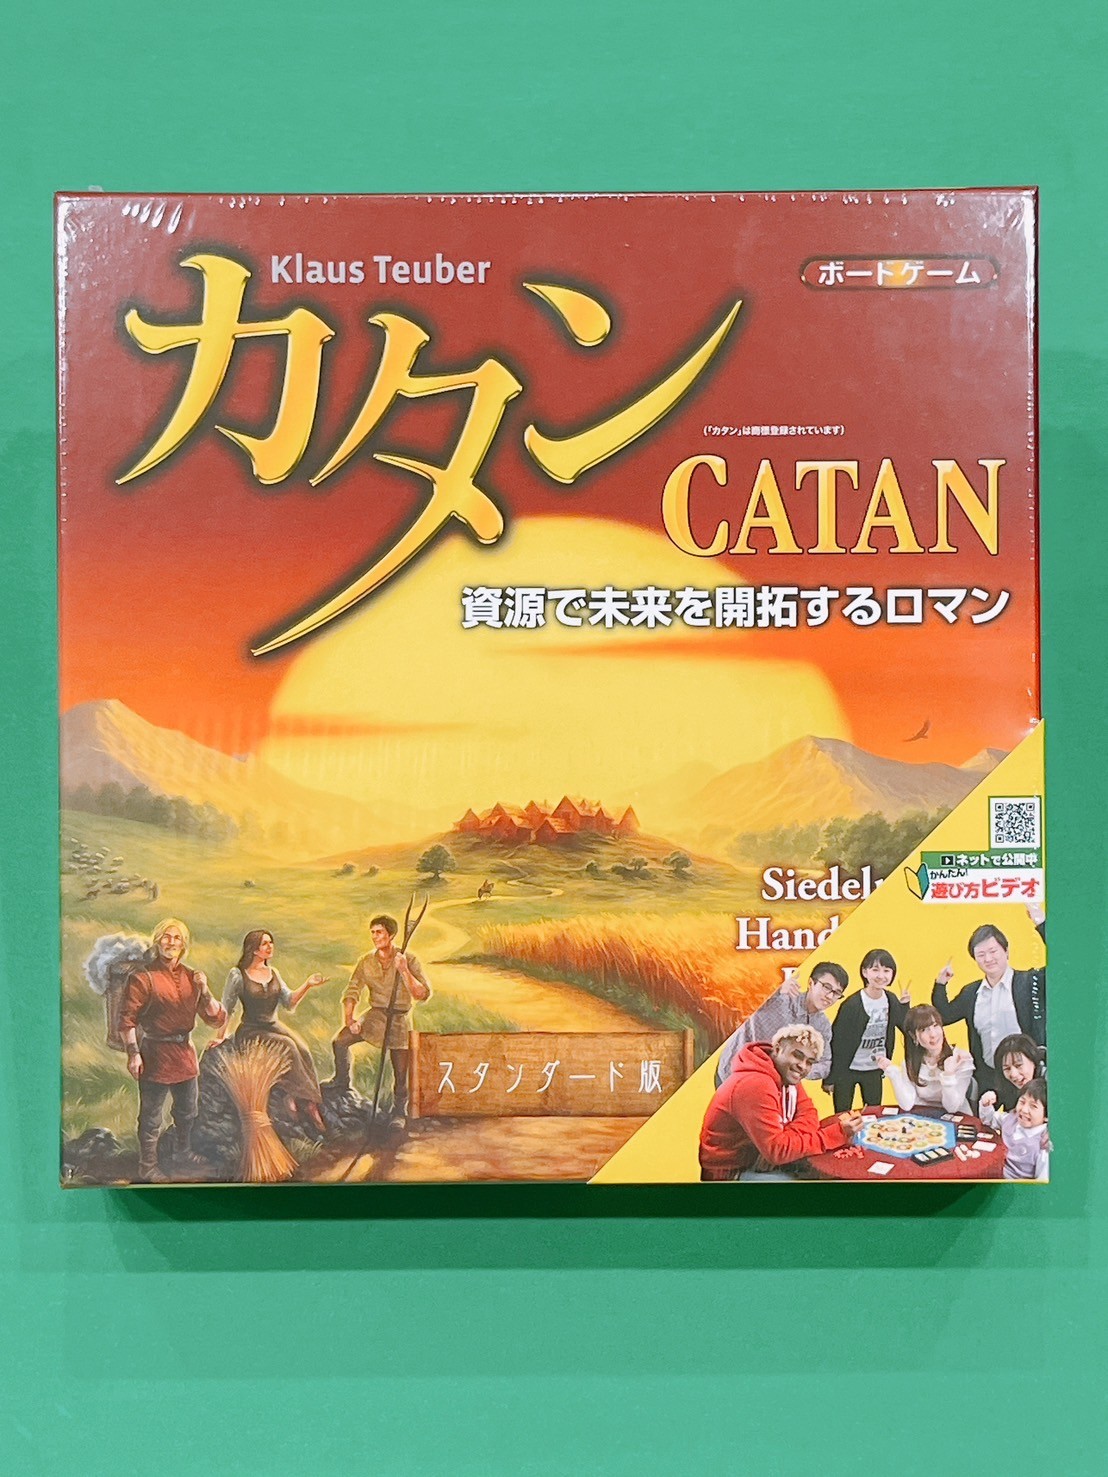 Klaus Teuber
ボードゲーム
カタン
(「カタン」は商標登録されています)
CATAN
資源で未来を開拓するロマン
ネットで公開中
かんたん!
遊び方ビデオ
スタンダード版